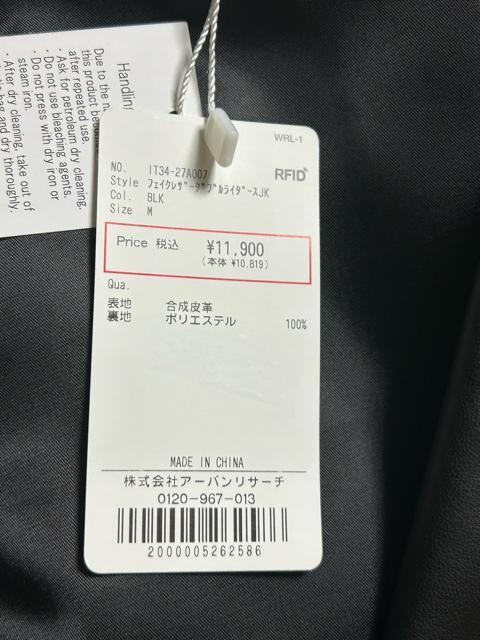 WRL-1
RFID
NO. IT34-27A007
Style フェイクレザーダブルライダースJK
Col. BLK
Size M
Price 税込 ¥11,900
(本体 ¥10,819)
Qua.
表地 合成皮革
裏地 ポリエステル 100%
MADE IN CHINA
株式会社アーバンリサーチ
0120-967-013
2000005262586
Handlin
Due to the n
this product beco
after repeated use.
・Ask for petroleum dry cleaning.
・Do not use bleaching agents.
・Do not press with dry iron or
steam iron.
・After dry cleaning, take out of
bag and dry thoroughly.